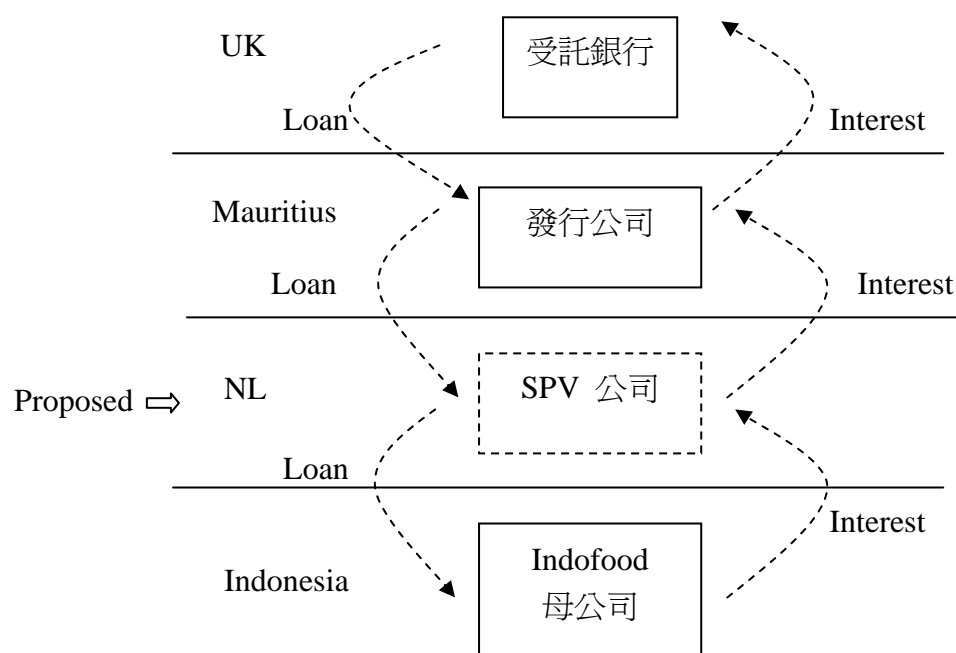 UK
受託銀行
Loan
Interest
Mauritius
發行公司
Loan
Interest
Proposed ⇨
NL
SPV 公司
Loan
Interest
Indonesia
Indofood
母公司